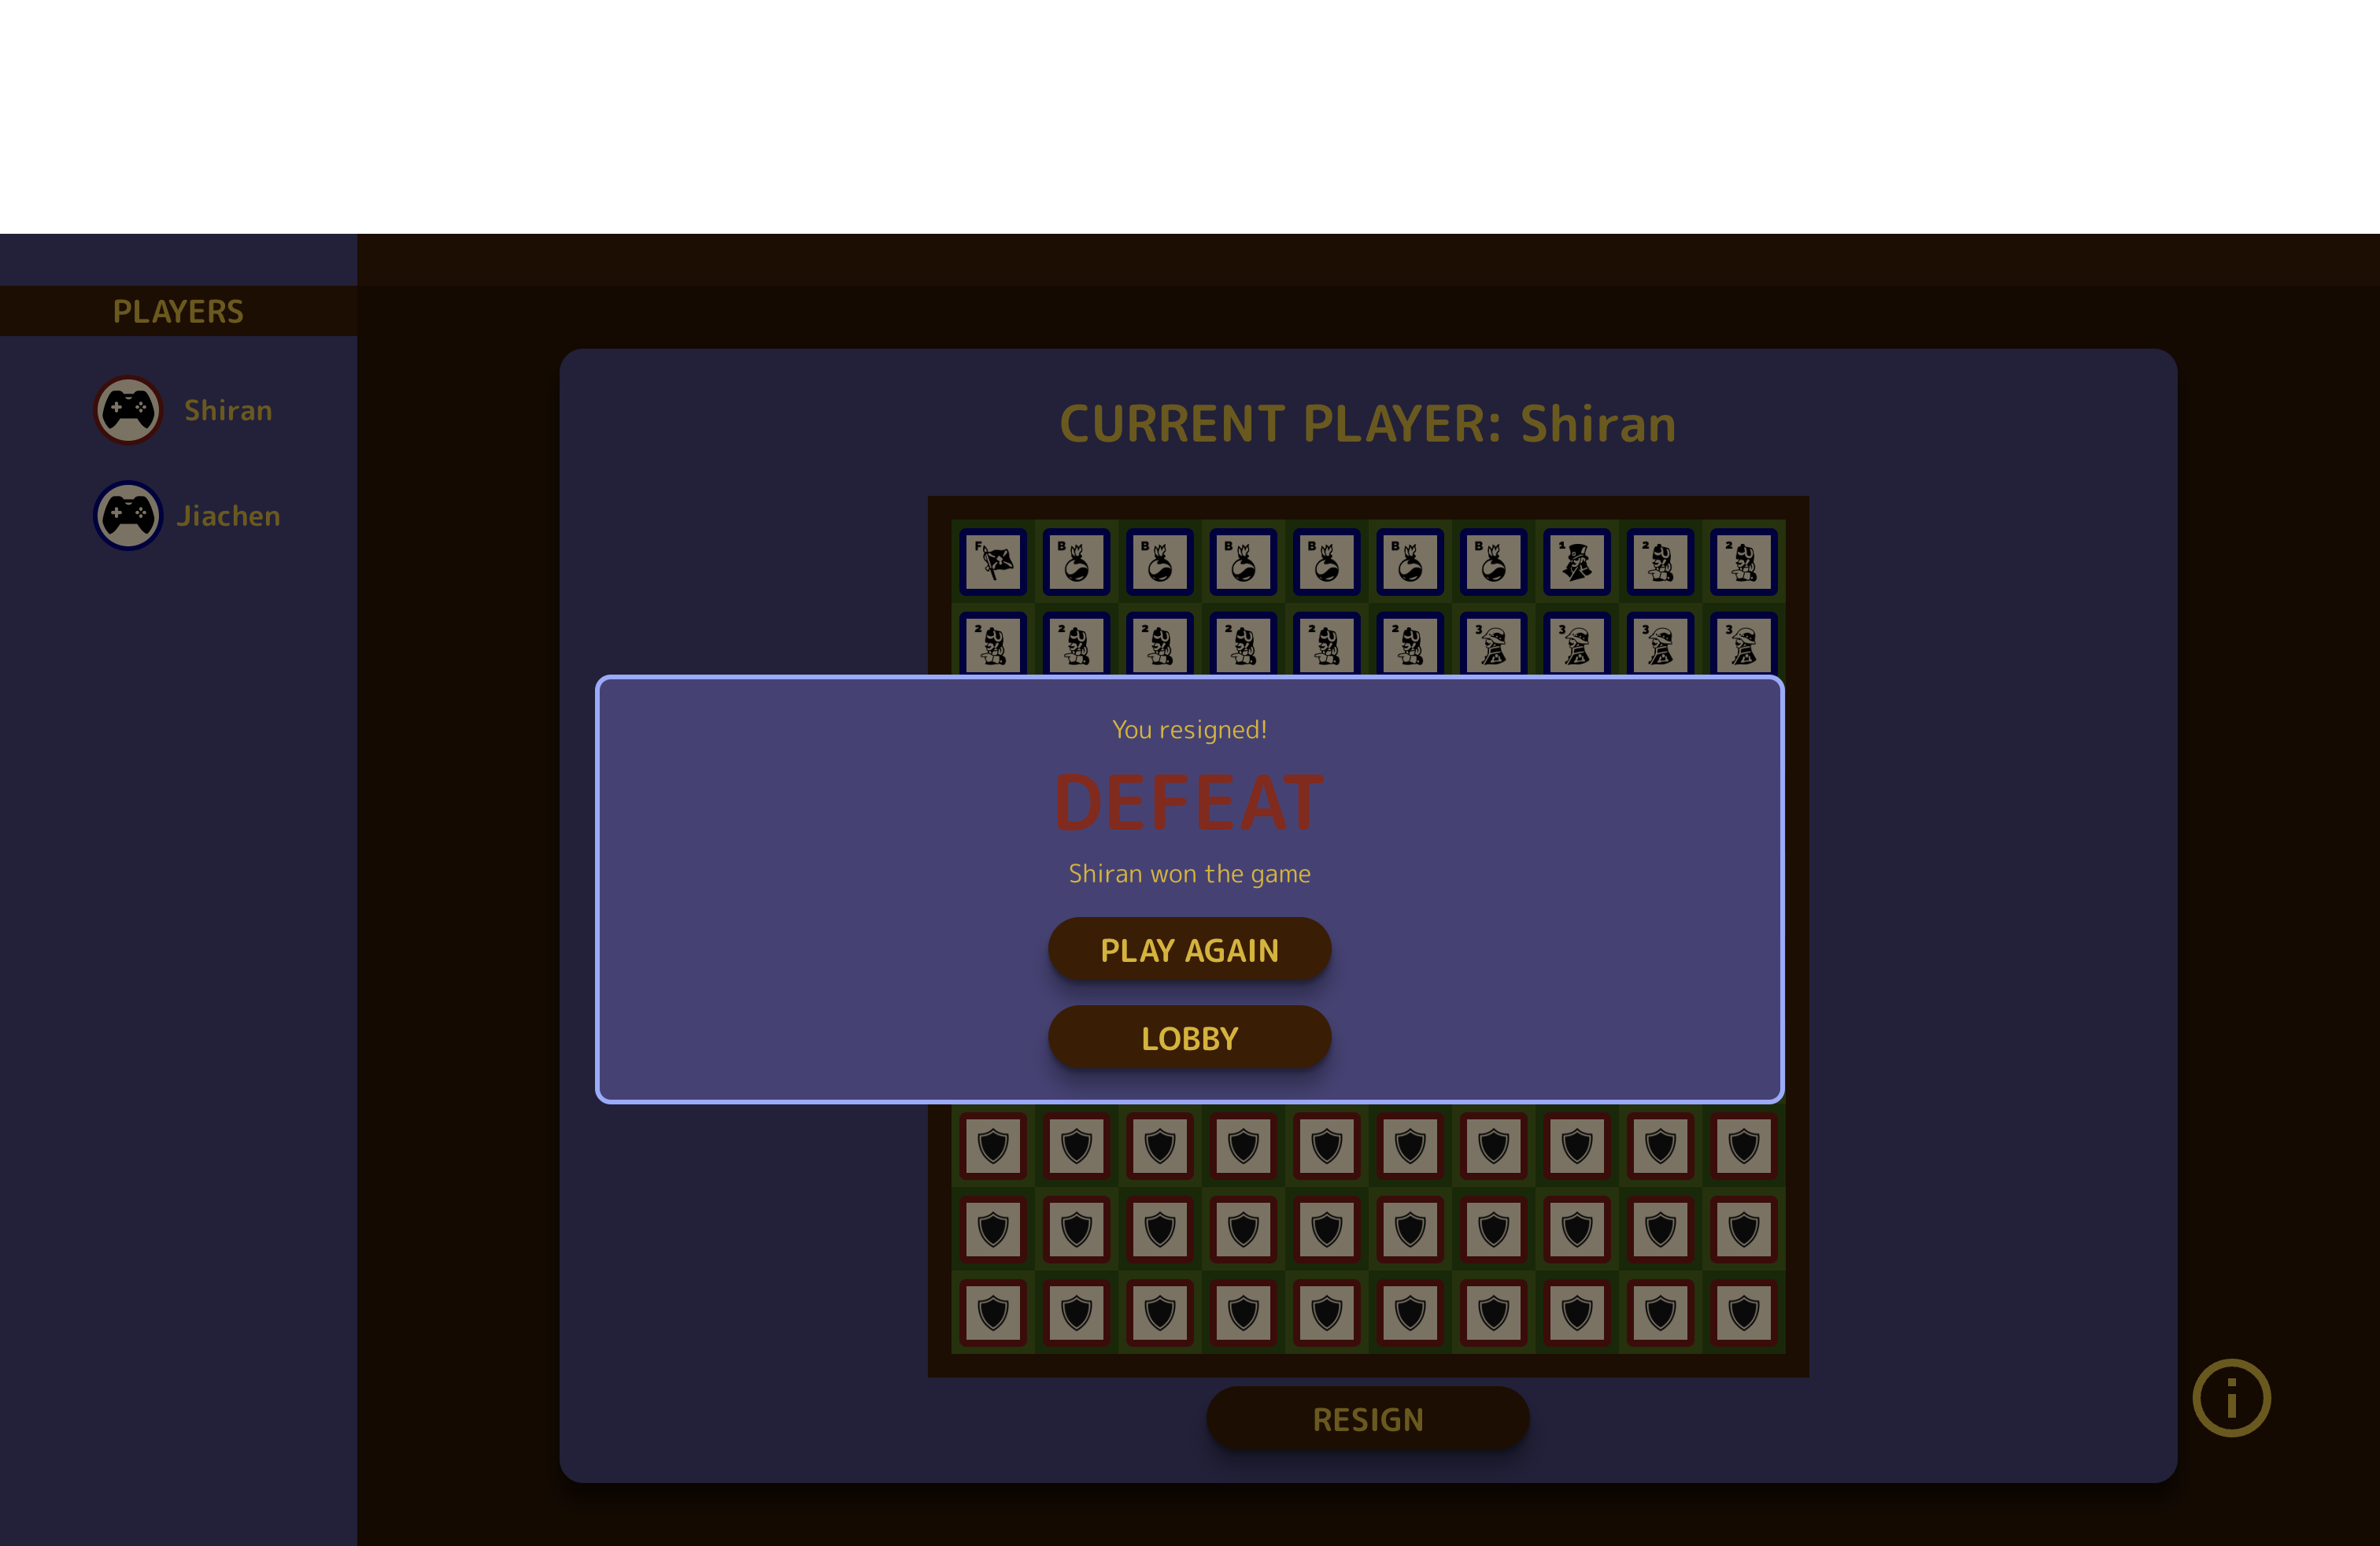 PLAYERS
Shiran
Jiachen
CURRENT PLAYER: Shiran
F B B B B B B 1 2 2
2 2 2 2 2 2 3 3 3 3
You resigned!
DEFEAT
Shiran won the game
PLAY AGAIN
LOBBY
RESIGN
i